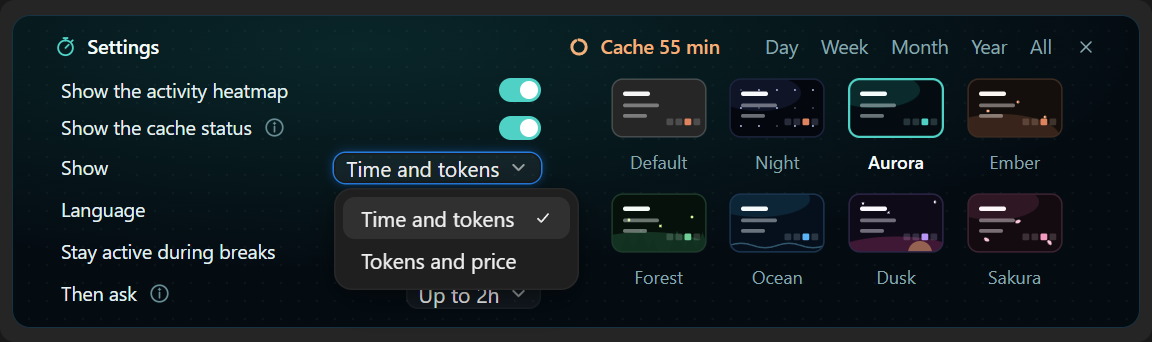 Settings
Cache 55 min
Day Week Month Year All
Show the activity heatmap
Show the cache status
Show
Time and tokens
Time and tokens
Tokens and price
Language
Stay active during breaks
Then ask
Up to 2h
Default Night Aurora Ember
Forest Ocean Dusk Sakura